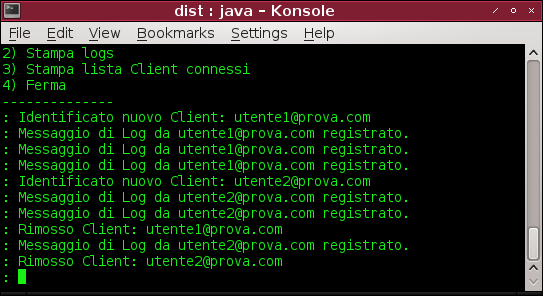 dist : java – Konsole
File Edit View Bookmarks Settings Help
2) Stampa logs
3) Stampa lista Client connessi
4) Ferma
--------------
: Identificato nuovo Client: utente1@prova.com
: Messaggio di Log da utente1@prova.com registrato.
: Messaggio di Log da utente1@prova.com registrato.
: Messaggio di Log da utente1@prova.com registrato.
: Identificato nuovo Client: utente2@prova.com
: Messaggio di Log da utente2@prova.com registrato.
: Messaggio di Log da utente2@prova.com registrato.
: Rimosso Client: utente1@prova.com
: Messaggio di Log da utente2@prova.com registrato.
: Rimosso Client: utente2@prova.com
: